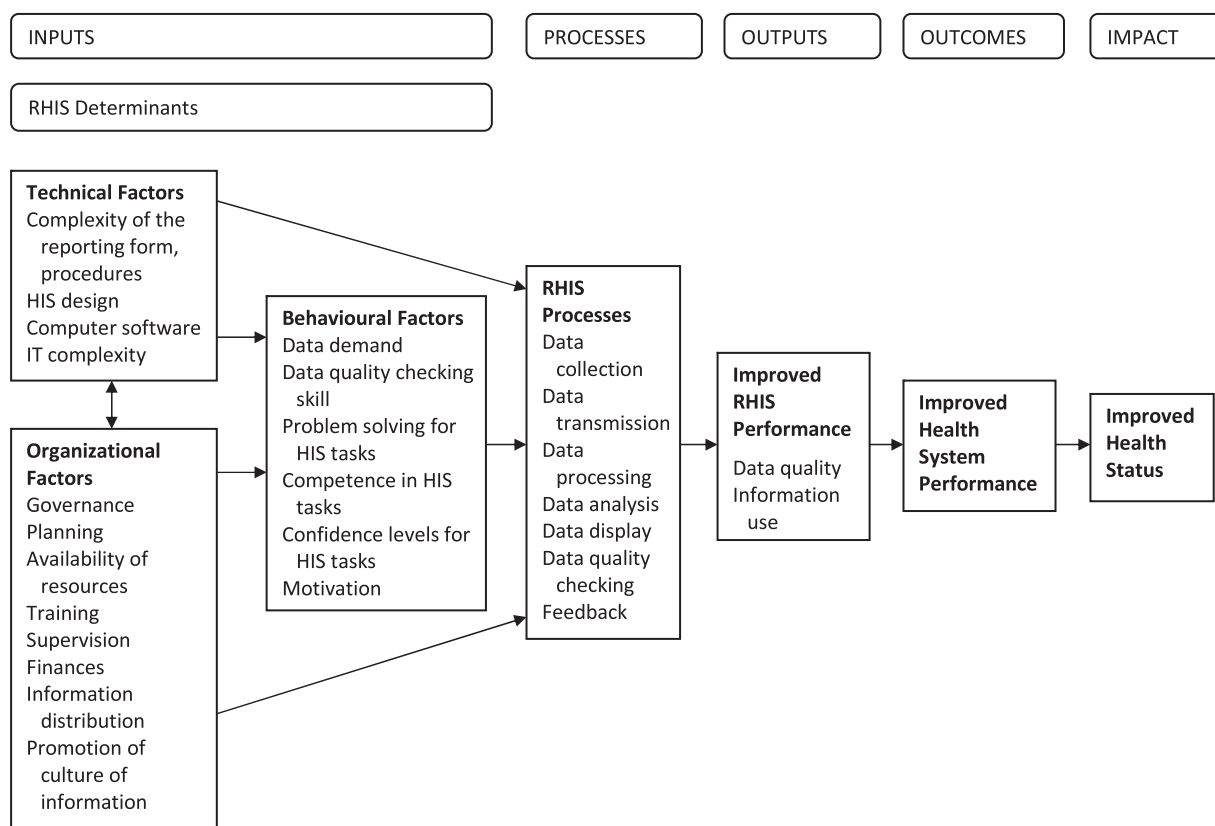 INPUTS
PROCESSES
OUTPUTS
OUTCOMES
IMPACT
RHIS Determinants
Technical Factors
Complexity of the
reporting form,
procedures
HIS design
Computer software
IT complexity
Organizational
Factors
Governance
Planning
Availability of
resources
Training
Supervision
Finances
Information
distribution
Promotion of
culture of
information
Behavioural Factors
Data demand
Data quality checking
skill
Problem solving for
HIS tasks
Competence in HIS
tasks
Confidence levels for
HIS tasks
Motivation
RHIS
Processes
Data
collection
Data
transmission
Data
processing
Data analysis
Data display
Data quality
checking
Feedback
Improved
RHIS
Performance
Data quality
Information
use
Improved
Health
System
Performance
Improved
Health
Status